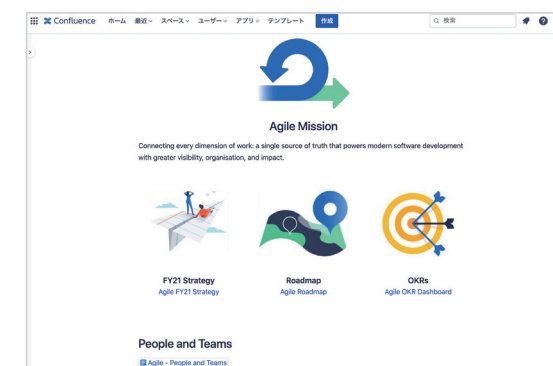 Confluence ホーム 最近 スペース ユーザー アプリ テンプレート 作成 検索
Agile Mission
Connecting every dimension of work: a single source of truth that powers modern software development
with greater visibility, organisation, and impact.
FY21 Strategy Roadmap OKRs
Agile FY21 Strategy Agile Roadmap Agile OKR Dashboard
People and Teams
Agile - People and Teams